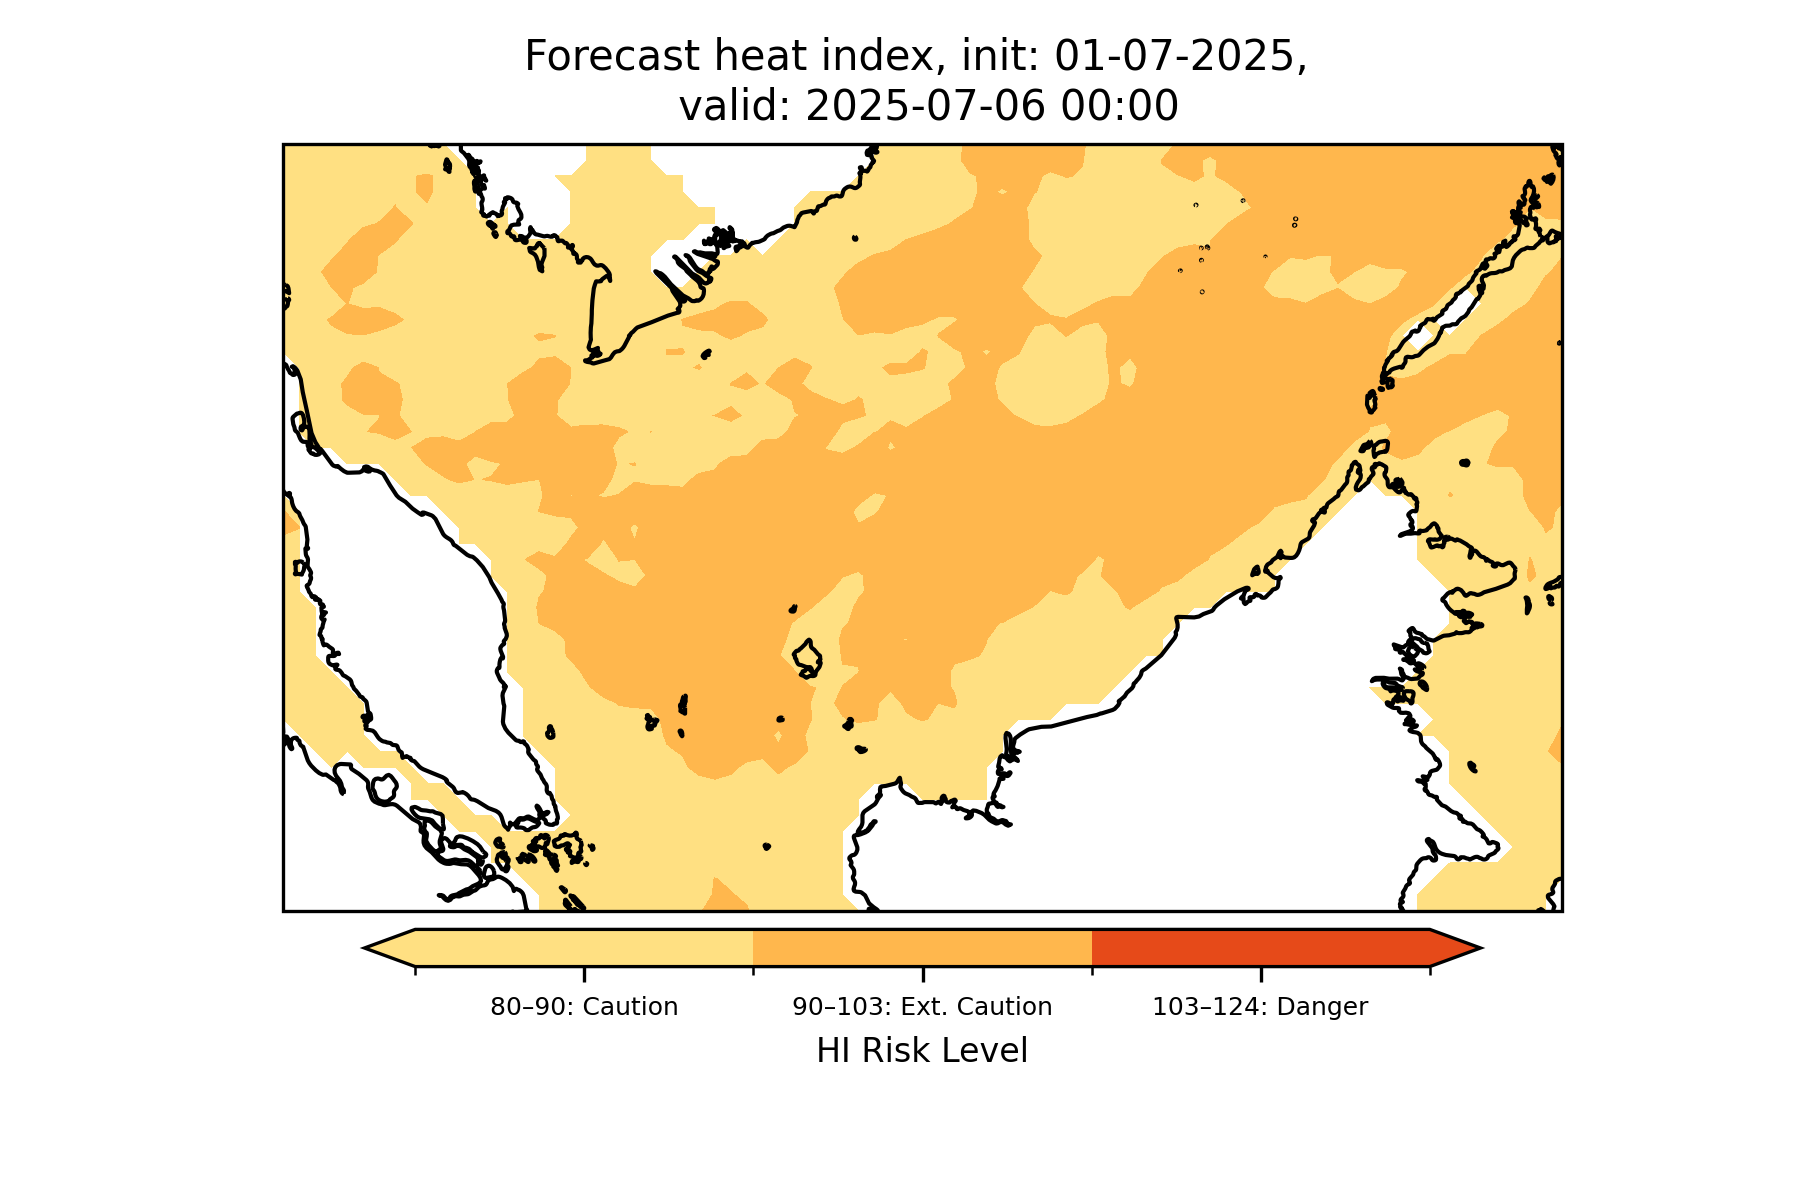 Forecast heat index, init: 01-07-2025,
valid: 2025-07-06 00:00
80–90: Caution
90–103: Ext. Caution
103–124: Danger
HI Risk Level